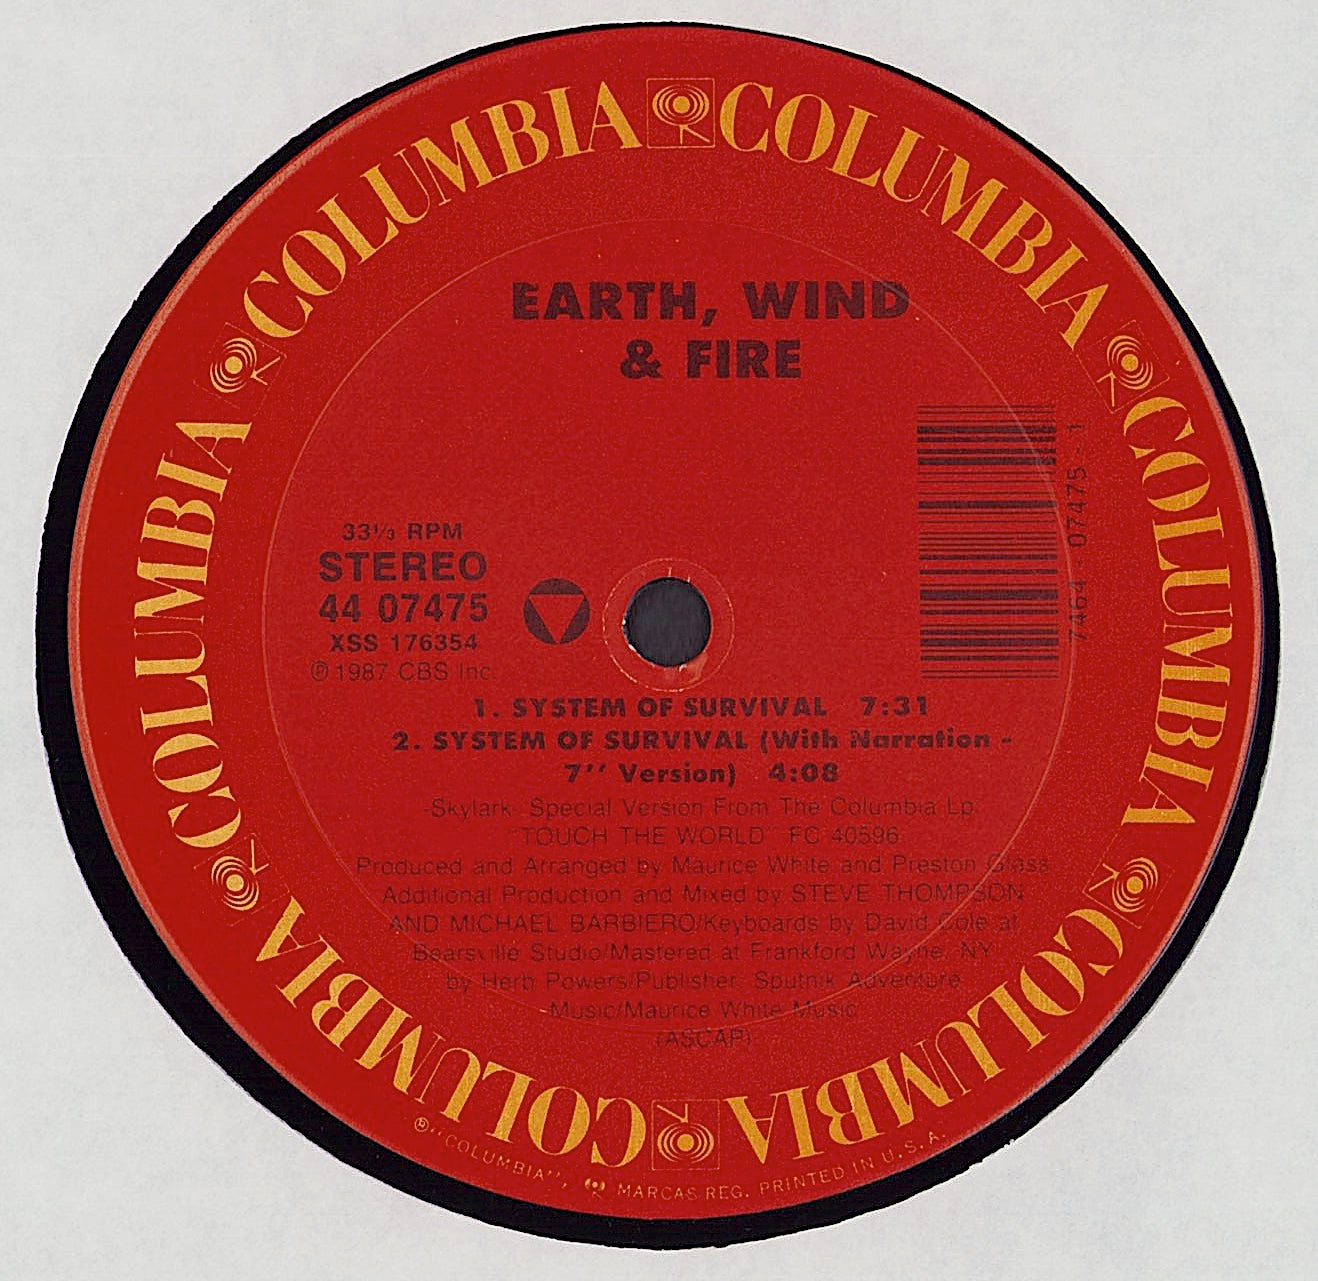 COLUMBIA COLUMBIA COLUMBIA COLUMBIA COLUMBIA COLUMBIA COLUMBIA
EARTH, WIND
& FIRE
7464-07475-1
33⅓ RPM
STEREO
44 07475
XSS 176354
℗ 1987 CBS Inc
1. SYSTEM OF SURVIVAL 7:31
2. SYSTEM OF SURVIVAL (With Narration -
7'' Version) 4:08
-Skylark- Special Version From The Columbia Lp
"TOUCH THE WORLD" FC 40596
Produced and Arranged by Maurice White and Preston Glass
Additional Production and Mixed by STEVE THOMPSON
AND MICHAEL BARBIERO/Keyboards by David Cole at
Bearsville Studio/Mastered at Frankford Wayne, NY
by Herb Powers/Publisher: Sputnik Adventure
Music/Maurice White Music
(ASCAP)
®"COLUMBIA", MARCAS REG. PRINTED IN U.S.A.